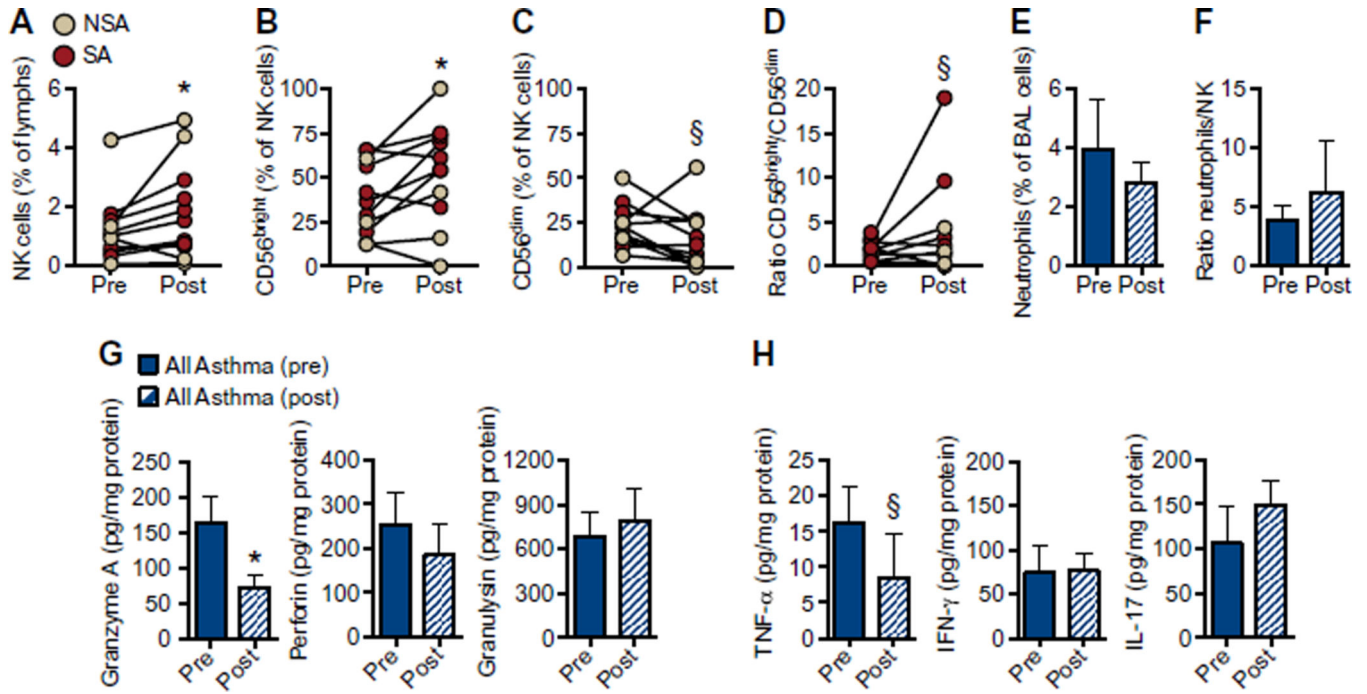 A
NSA
SA
NK cells (% of lymphs)
6
4
2
0
*
Pre
Post
B
CD56bright (% of NK cells)
100
75
50
25
0
*
Pre
Post
C
CD56dim (% of NK cells)
100
75
50
25
0
§
Pre
Post
D
Ratio CD56bright/CD56dim
20
15
10
5
0
§
Pre
Post
E
Neutrophils (% of BAL cells)
6
4
2
0
Pre Post
F
Ratio neutrophils/NK
15
10
5
0
Pre Post
G
All Asthma (pre)
All Asthma (post)
Granzyme A (pg/mg protein)
250
200
150
100
50
0
*
Pre
Post
Perforin (pg/mg protein)
400
300
200
100
0
Pre
Post
Granulysin (pg/mg protein)
1200
900
600
300
0
Pre
Post
H
TNF-α (pg/mg protein)
25
20
15
10
5
0
§
Pre
Post
IFN-γ (pg/mg protein)
200
150
100
50
0
Pre
Post
IL-17 (pg/mg protein)
200
150
100
50
0
Pre
Post